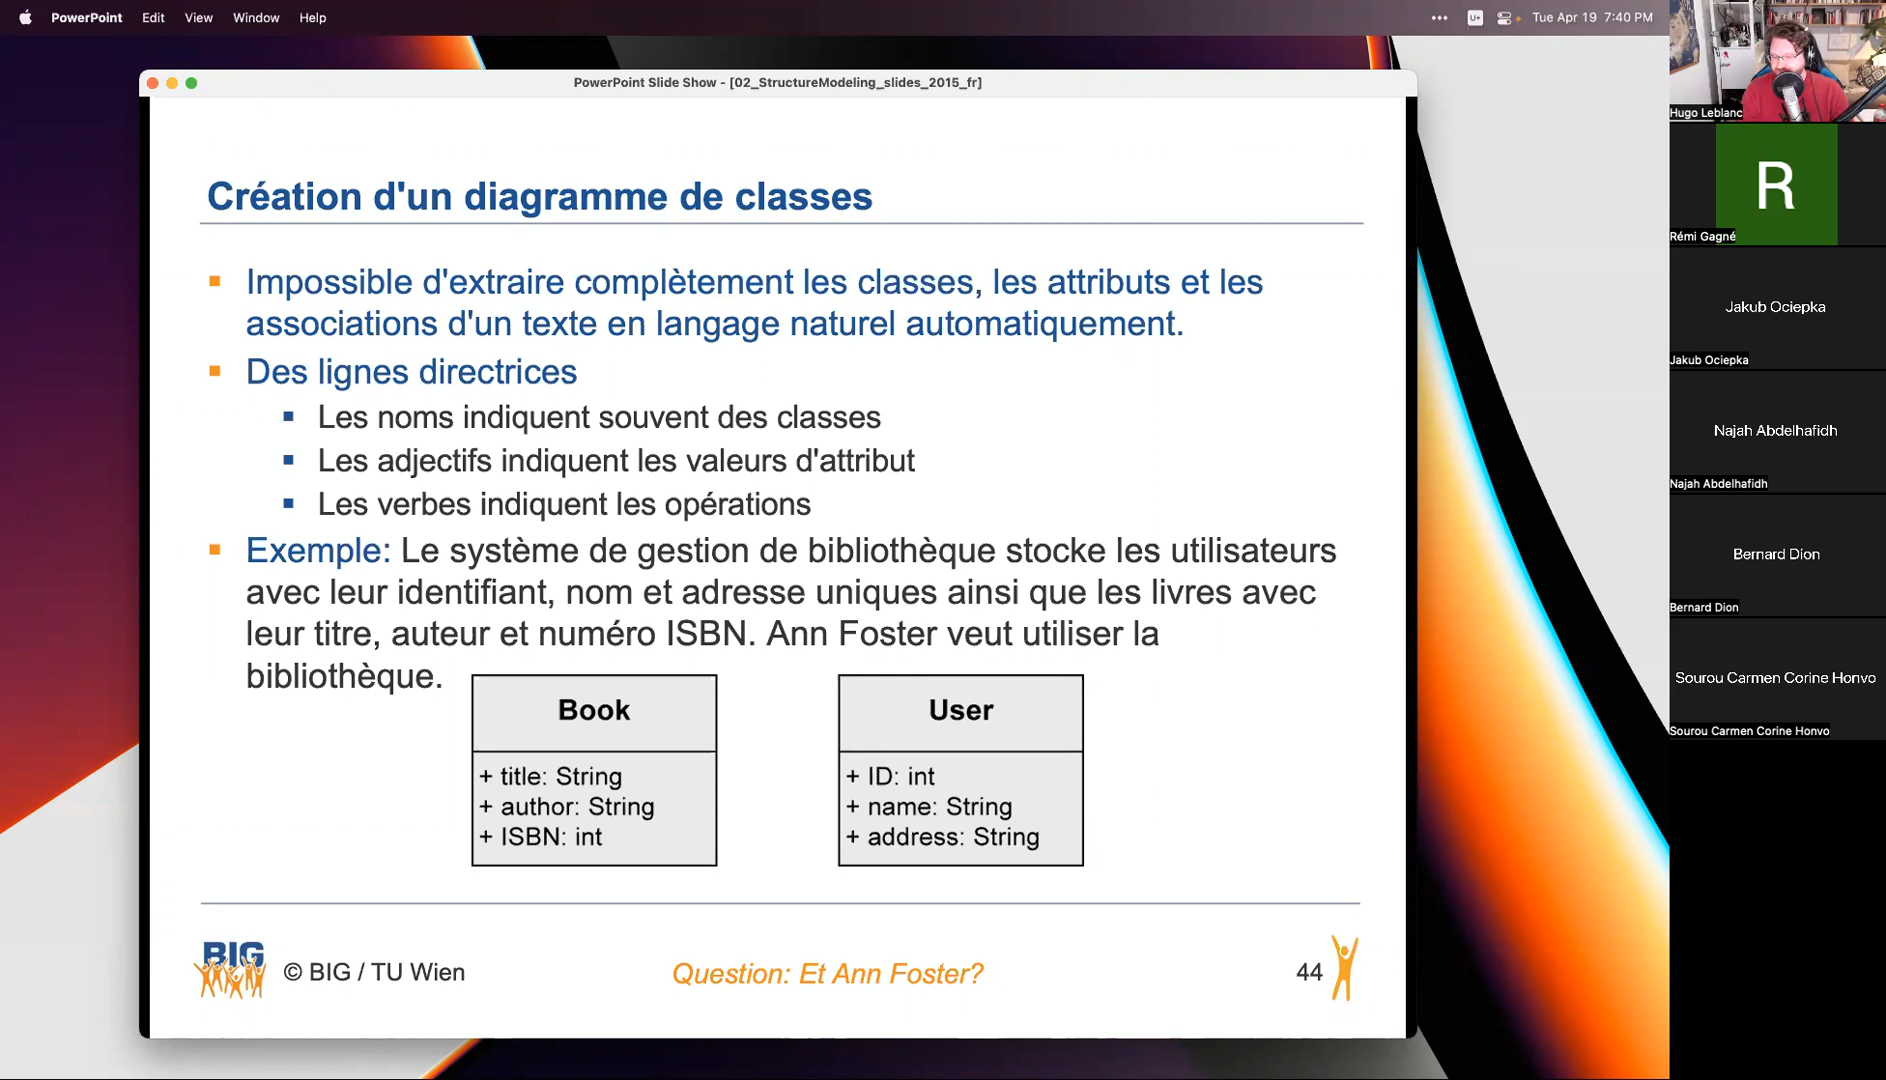 PowerPoint Edit View Window Help
Tue Apr 19 7:40 PM
PowerPoint Slide Show - [02_StructureModeling_slides_2015_fr]
Création d'un diagramme de classes
Impossible d'extraire complètement les classes, les attributs et les
associations d'un texte en langage naturel automatiquement.
Des lignes directrices
Les noms indiquent souvent des classes
Les adjectifs indiquent les valeurs d'attribut
Les verbes indiquent les opérations
Exemple: Le système de gestion de bibliothèque stocke les utilisateurs
avec leur identifiant, nom et adresse uniques ainsi que les livres avec
leur titre, auteur et numéro ISBN. Ann Foster veut utiliser la
bibliothèque.
Book
+ title: String
+ author: String
+ ISBN: int
User
+ ID: int
+ name: String
+ address: String
BIG
© BIG / TU Wien
Question: Et Ann Foster?
44
Hugo Leblanc
R
Rémi Gagné
Jakub Ociepka
Jakub Ociepka
Najah Abdelhafidh
Najah Abdelhafidh
Bernard Dion
Bernard Dion
Sourou Carmen Corine Honvo
Sourou Carmen Corine Honvo